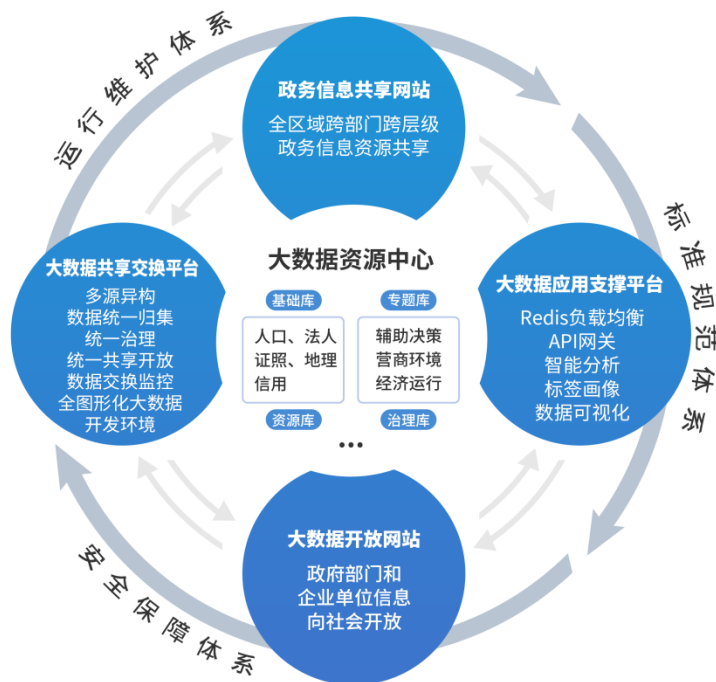 运行维护体系
政务信息共享网站
全区域跨部门跨层级
政务信息资源共享
标准规范体系
大数据共享交换平台
多源异构
数据统一归集
统一治理
统一共享开放
数据交换监控
全图形化大数据
开发环境
大数据资源中心
基础库
人口、法人
证照、地理
信用
专题库
辅助决策
营商环境
经济运行
资源库
治理库
...
大数据应用支撑平台
Redis负载均衡
API网关
智能分析
标签画像
数据可视化
大数据开放网站
政府部门和
企业单位信息
向社会开放
安全保障体系